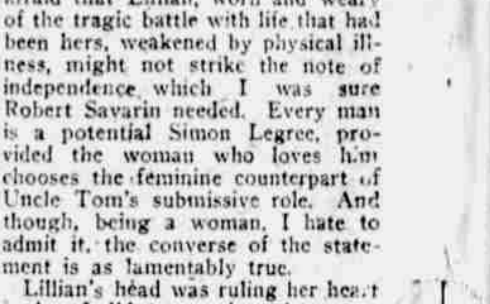 of the tragic battle with life that had
been hers, weakened by physical ill-
ness, might not strike the note of
independence which I was sure
Robert Savarin needed. Every man
is a potential Simon Legree, pro-
vided the woman who loves him
chooses the feminine counterpart of
Uncle Tom's submissive role. And
though, being a woman, I hate to
admit it, the converse of the state-
ment is as lamentably true.
Lillian's head was ruling her heart